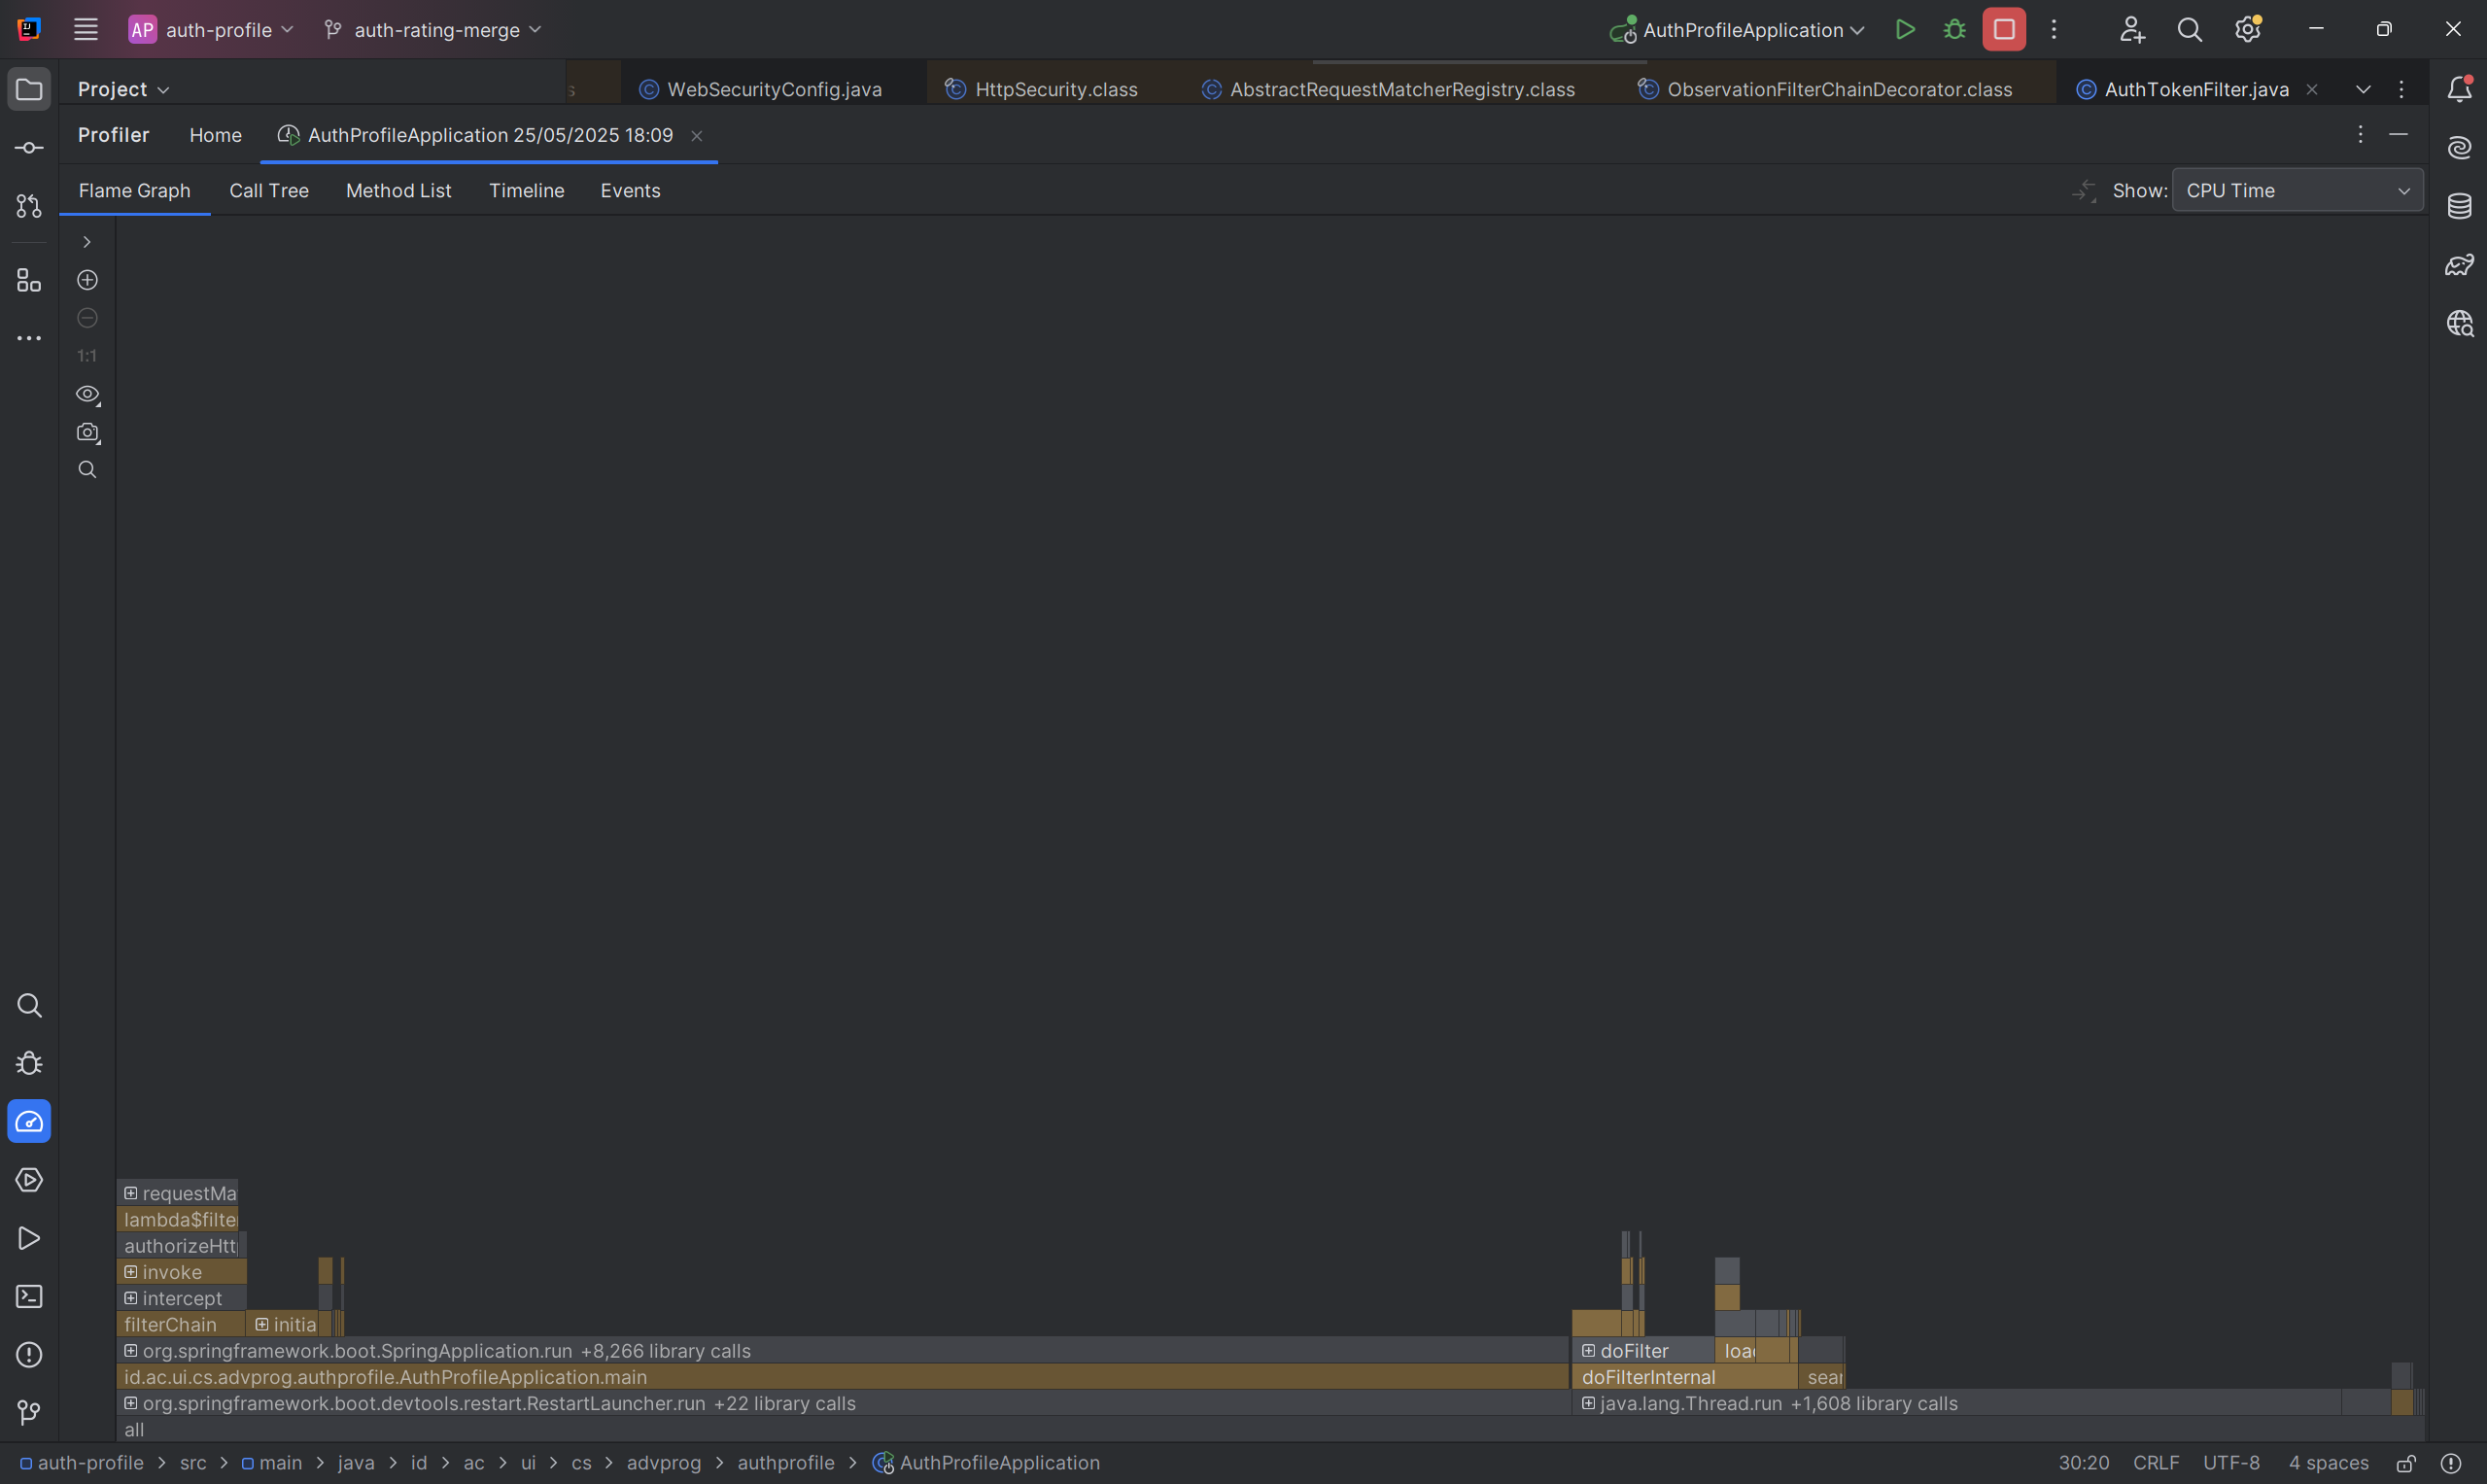 AP auth-profile auth-rating-merge AuthProfileApplication
Project s WebSecurityConfig.java HttpSecurity.class AbstractRequestMatcherRegistry.class ObservationFilterChainDecorator.class AuthTokenFilter.java
Profiler Home AuthProfileApplication 25/05/2025 18:09
Flame Graph Call Tree Method List Timeline Events Show: CPU Time
1:1
requestMa
lambda$filte
authorizeHtt
invoke
intercept
filterChain initia
org.springframework.boot.SpringApplication.run +8,266 library calls doFilter load
id.ac.ui.cs.advprog.authprofile.AuthProfileApplication.main doFilterInternal sear
org.springframework.boot.devtools.restart.RestartLauncher.run +22 library calls java.lang.Thread.run +1,608 library calls
all
auth-profile > src > main > java > id > ac > ui > cs > advprog > authprofile > AuthProfileApplication 30:20 CRLF UTF-8 4 spaces